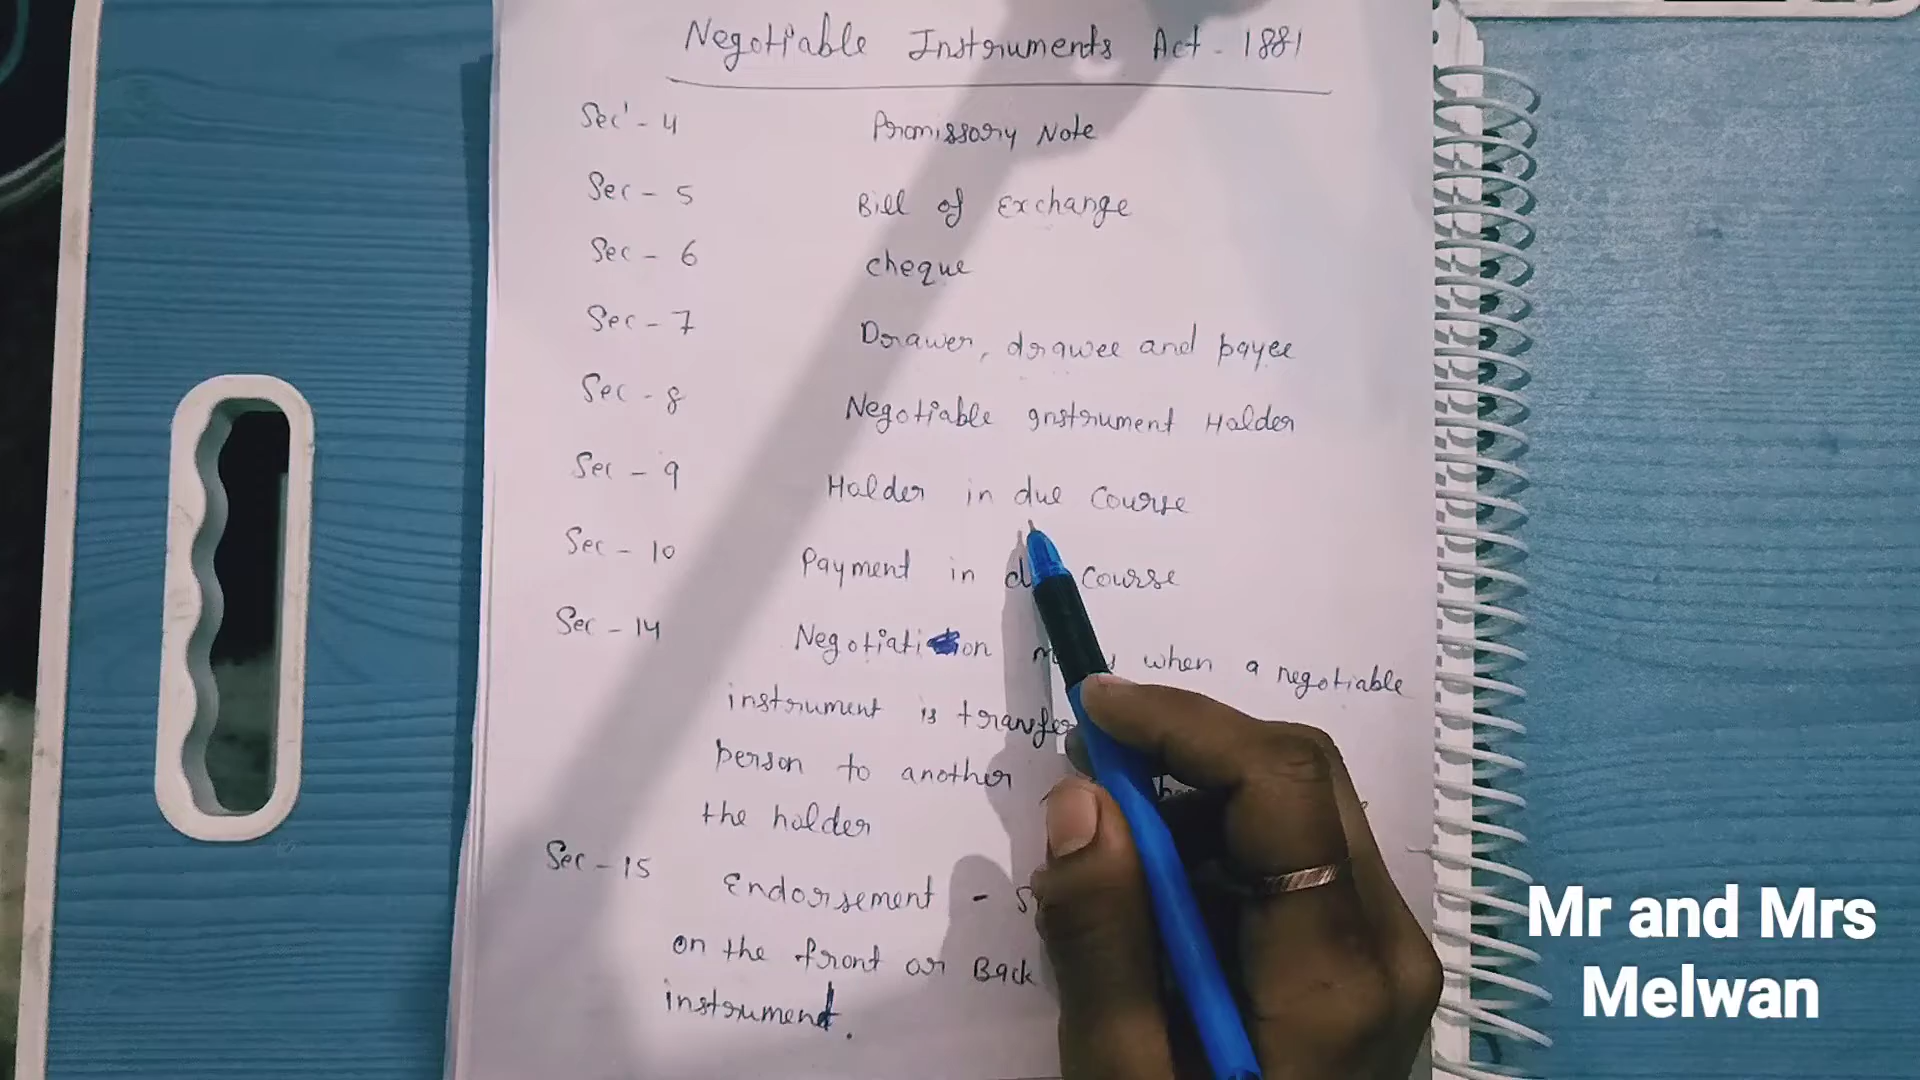 Negotiable Instruments Act - 1881
Sec' - 4 Promissory Note
Sec - 5 Bill of Exchange
Sec - 6 cheque
Sec - 7 Drawer, drawee and payee
Sec - 8 Negotiable Instrument Holder
Sec - 9 Holder in due course
Sec - 10 Payment in course
Sec - 14 Negotiation when a negotiable
instrument is transfer
person to another
the holder
Sec - 15 Endorsement -
on the front or Back
instrument.
Mr and Mrs
Melwan